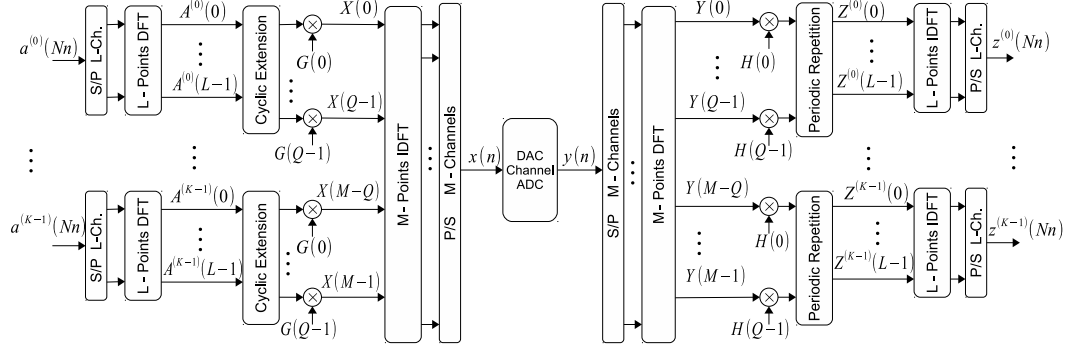 A^{(0)}(0)
X(0)
Y(0)
Z^{(0)}(0)
a^{(0)}(Nn)
z^{(0)}(Nn)
S/P L-Ch.
L - Points DFT
Cyclic Extension
G(0)
H(0)
Periodic Repetition
L - Points IDFT
P/S L-Ch.
A^{(0)}(L-1)
X(Q-1)
Y(Q-1)
Z^{(0)}(L-1)
G(Q-1)
H(Q-1)
M - Points IDFT
P/S M - Channels
x(n)
DAC
Channel
ADC
y(n)
S/P M - Channels
M - Points DFT
A^{(K-1)}(0)
X(M-Q)
Y(M-Q)
Z^{(K-1)}(0)
a^{(K-1)}(Nn)
z^{(K-1)}(Nn)
S/P L-Ch.
L - Points DFT
Cyclic Extension
G(0)
H(0)
Periodic Repetition
L - Points IDFT
P/S L-Ch.
A^{(K-1)}(L-1)
X(M-1)
Y(M-1)
Z^{(K-1)}(L-1)
G(Q-1)
H(Q-1)